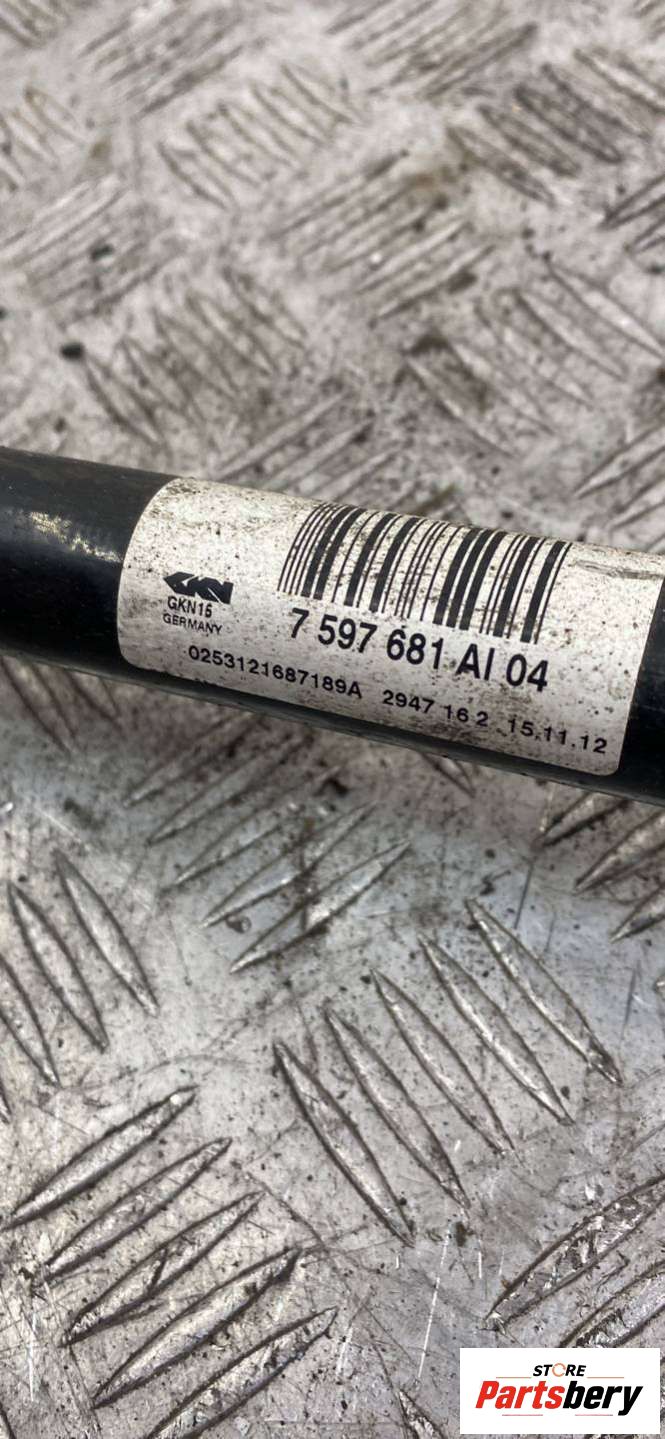 GKN
GKN16
GERMANY
7 597 681 AI 04
0253121687189A 2947 16 2 15.11.12
STORE
Partsbery